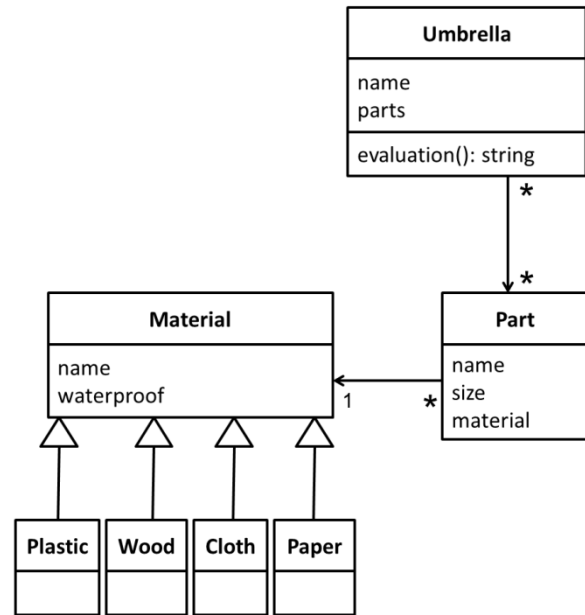 Umbrella
name
parts
evaluation(): string
*
*
Material
name
waterproof
1
*
Part
name
size
material
Plastic
Wood
Cloth
Paper